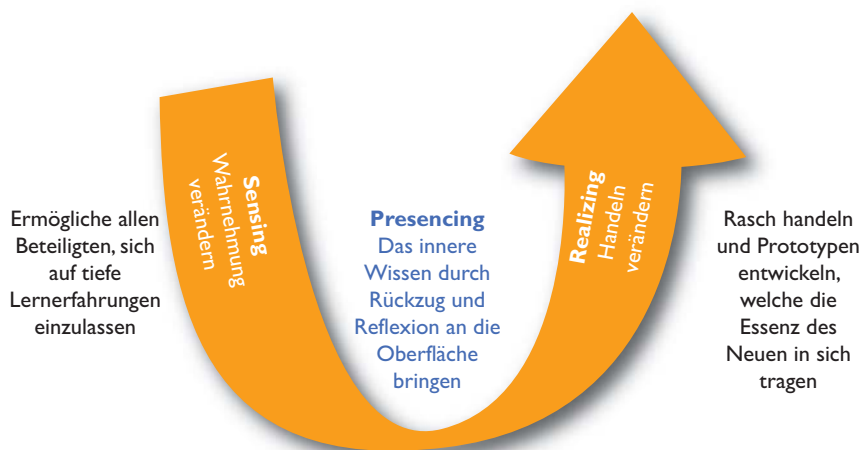 Ermögliche allen
Beteiligten, sich
auf tiefe
Lernerfahrungen
einzulassen
Sensing
Wahrnehmung
verändern
Presencing
Das innere
Wissen durch
Rückzug und
Reflexion an die
Oberfläche
bringen
Realizing
Handeln
verändern
Rasch handeln
und Prototypen
entwickeln,
welche die
Essenz des
Neuen in sich
tragen